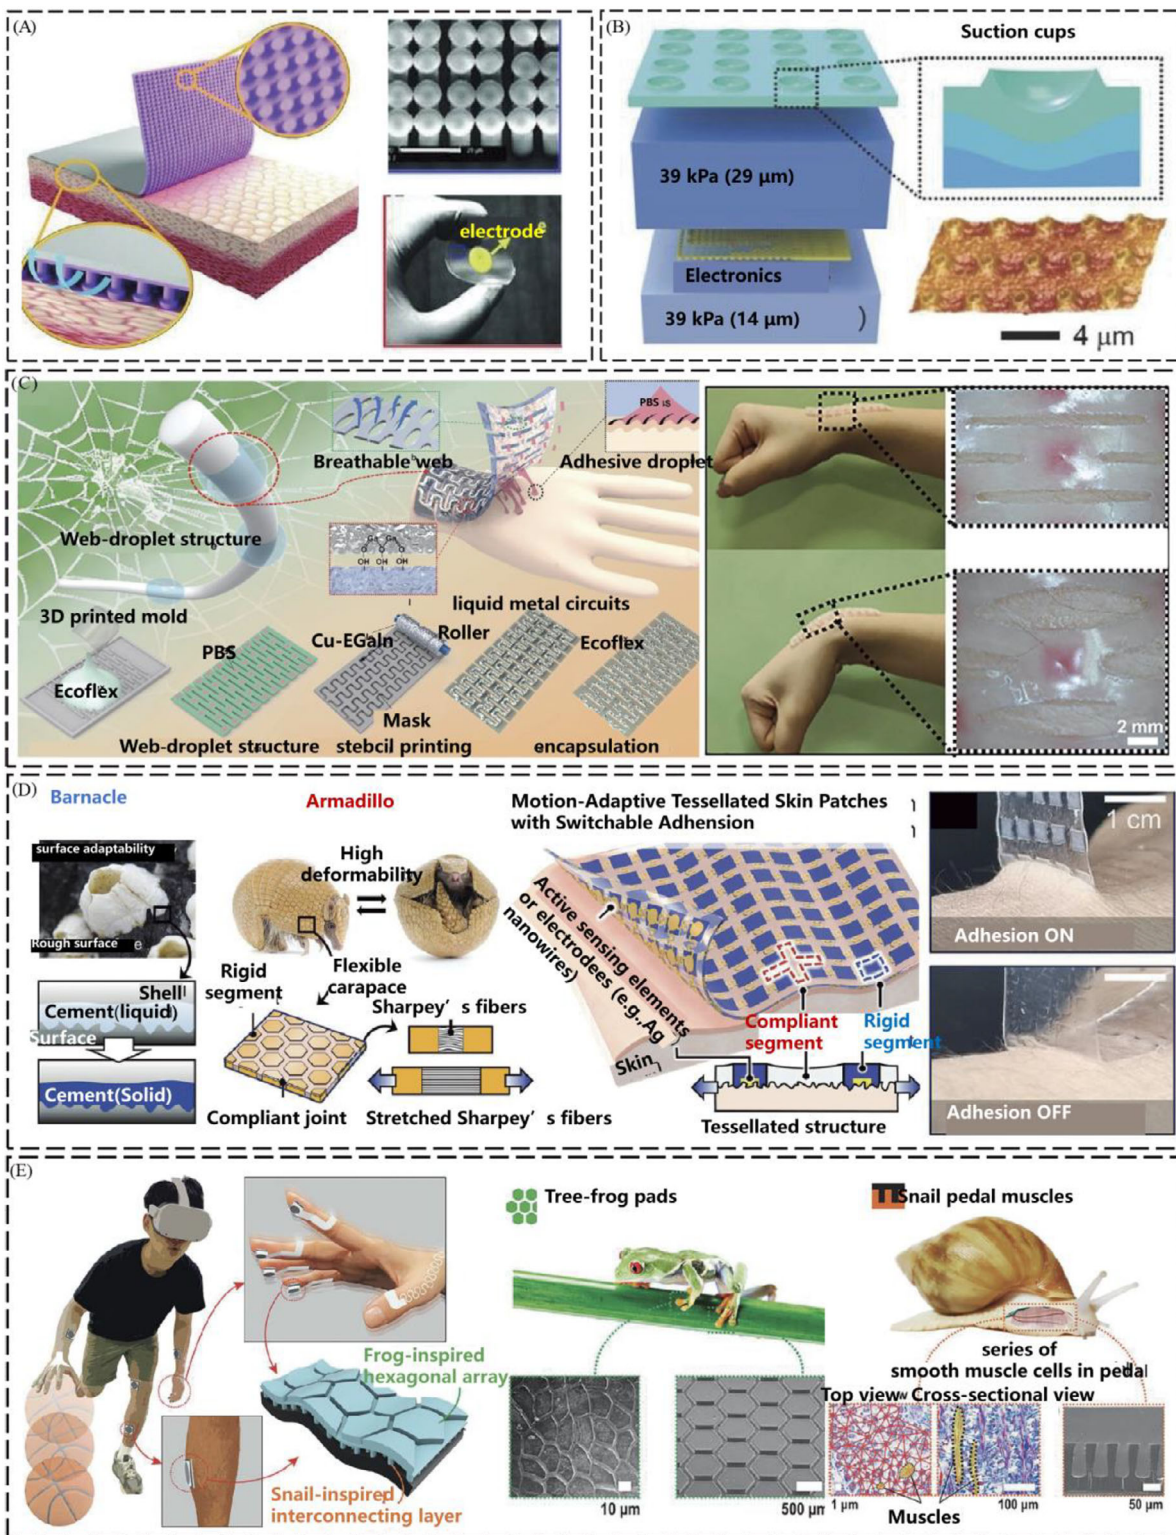 (A)
electrode
(B)
Suction cups
39 kPa (29 μm)
Electronics
39 kPa (14 μm)
4 μm
(C)
PBS
Breathable web
Adhesive droplet
Web-droplet structure
OH OH OH
3D printed mold
liquid metal circuits
Cu-EGaIn
Roller
PBS
Ecoflex
Ecoflex
Mask
Web-droplet structure
stebcil printing
encapsulation
2 mm
(D)
Barnacle
Armadillo
Motion-Adaptive Tessellated Skin Patches
with Switchable Adhension
1 cm
surface adaptability
High
deformability
Rough surface
Active sensing elements
or electrodees (e.g.,Ag
nanowires)
Adhesion ON
Rigid
segment
Flexible
carapace
Shell
Cement(liquid)
Sharpey’ s fibers
Surface
Compliant
segment
Rigid
segment
Skin
Cement(Solid)
Compliant joint
Stretched Sharpey’ s fibers
Tessellated structure
Adhesion OFF
(E)
Tree-frog pads
Snail pedal muscles
Frog-inspired
hexagonal array
series of
smooth muscle cells in pedal
Top view
Cross-sectional view
Snail-inspired
interconnecting layer
10 μm
500 μm
1 μm
Muscles
100 μm
50 μm